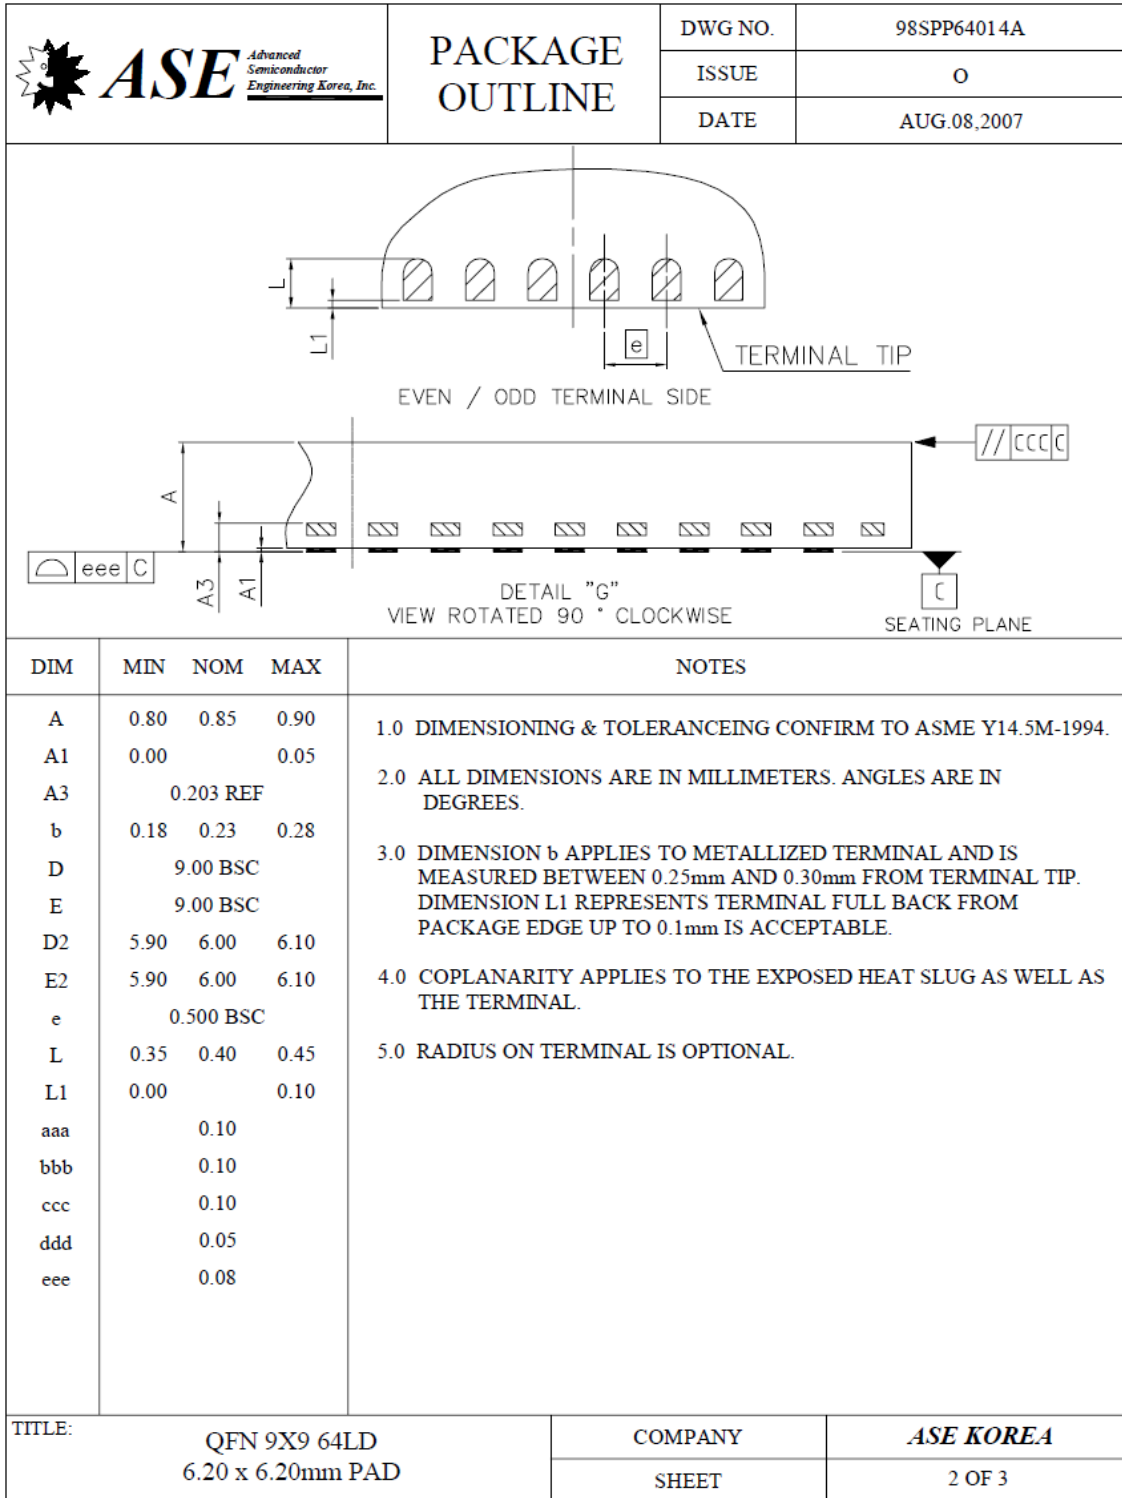 ASE Advanced
Semiconductor
Engineering Korea, Inc.
PACKAGE
OUTLINE
DWG NO. 98SPP64014A
ISSUE O
DATE AUG.08,2007
L
L1
e
TERMINAL TIP
EVEN / ODD TERMINAL SIDE
// ccc C
A
A3
A1
eee C
DETAIL "G"
VIEW ROTATED 90 ° CLOCKWISE
C
SEATING PLANE
DIM MIN NOM MAX
A 0.80 0.85 0.90
A1 0.00 0.05
A3 0.203 REF
b 0.18 0.23 0.28
D 9.00 BSC
E 9.00 BSC
D2 5.90 6.00 6.10
E2 5.90 6.00 6.10
e 0.500 BSC
L 0.35 0.40 0.45
L1 0.00 0.10
aaa 0.10
bbb 0.10
ccc 0.10
ddd 0.05
eee 0.08
NOTES
1.0 DIMENSIONING & TOLERANCEING CONFIRM TO ASME Y14.5M-1994.
2.0 ALL DIMENSIONS ARE IN MILLIMETERS. ANGLES ARE IN
DEGREES.
3.0 DIMENSION b APPLIES TO METALLIZED TERMINAL AND IS
MEASURED BETWEEN 0.25mm AND 0.30mm FROM TERMINAL TIP.
DIMENSION L1 REPRESENTS TERMINAL FULL BACK FROM
PACKAGE EDGE UP TO 0.1mm IS ACCEPTABLE.
4.0 COPLANARITY APPLIES TO THE EXPOSED HEAT SLUG AS WELL AS
THE TERMINAL.
5.0 RADIUS ON TERMINAL IS OPTIONAL.
TITLE:
QFN 9X9 64LD
6.20 x 6.20mm PAD
COMPANY ASE KOREA
SHEET 2 OF 3